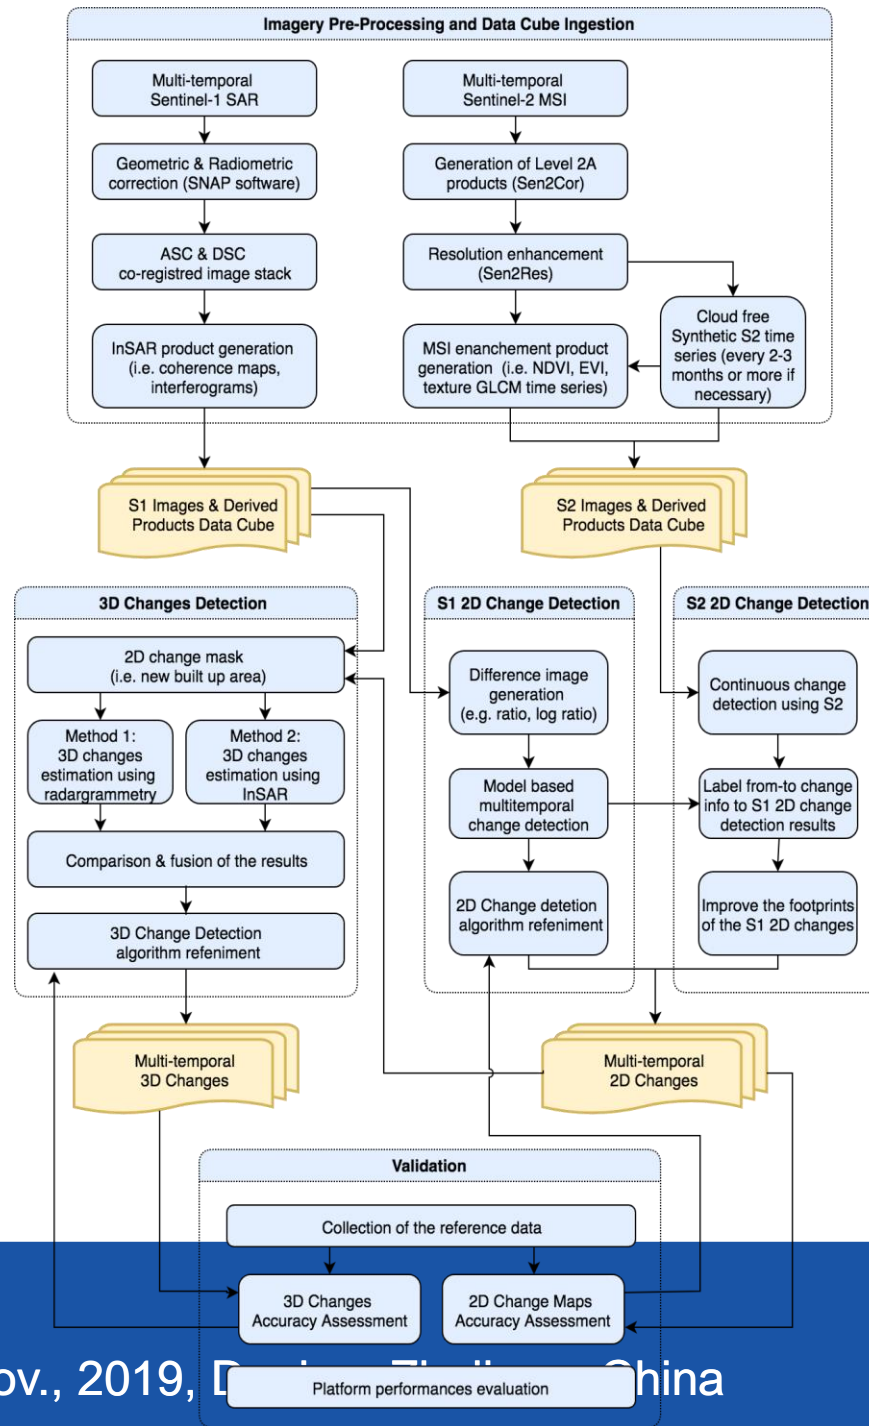 Imagery Pre-Processing and Data Cube Ingestion
Multi-temporal
Sentinel-1 SAR
Multi-temporal
Sentinel-2 MSI
Geometric & Radiometric
correction (SNAP software)
Generation of Level 2A
products (Sen2Cor)
ASC & DSC
co-registred image stack
Resolution enhancement
(Sen2Res)
InSAR product generation
(i.e. coherence maps,
interferograms)
MSI enanchement product
generation (i.e. NDVI, EVI,
texture GLCM time series)
Cloud free
Synthetic S2 time
series (every 2-3
months or more if
necessary)
S1 Images & Derived
Products Data Cube
S2 Images & Derived
Products Data Cube
3D Changes Detection
2D change mask
(i.e. new built up area)
Method 1:
3D changes
estimation using
radargrammetry
Method 2:
3D changes
estimation using
InSAR
Comparison & fusion of the results
3D Change Detection
algorithm refeniment
S1 2D Change Detection
Difference image
generation
(e.g. ratio, log ratio)
Model based
multitemporal
change detection
2D Change detetion
algorithm refeniment
S2 2D Change Detection
Continuous change
detection using S2
Label from-to change
info to S1 2D change
detection results
Improve the footprints
of the S1 2D changes
Multi-temporal
3D Changes
Multi-temporal
2D Changes
Validation
Collection of the reference data
3D Changes
Accuracy Assessment
2D Change Maps
Accuracy Assessment
Platform performances evaluation
ov., 2019, hina